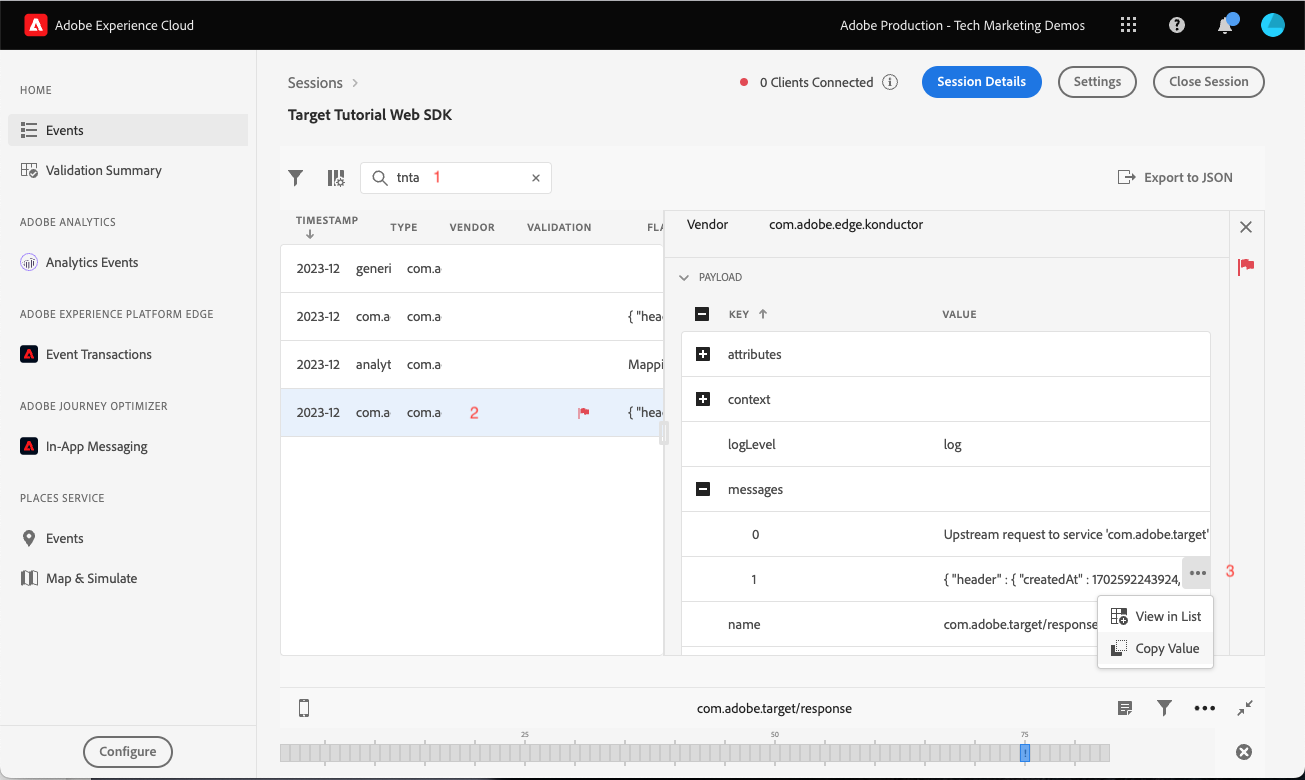 Adobe Experience Cloud
Adobe Production - Tech Marketing Demos
HOME
Events
Validation Summary
ADOBE ANALYTICS
Analytics Events
ADOBE EXPERIENCE PLATFORM EDGE
Event Transactions
ADOBE JOURNEY OPTIMIZER
In-App Messaging
PLACES SERVICE
Events
Map & Simulate
Configure
Sessions
0 Clients Connected
Session Details
Settings
Close Session
Target Tutorial Web SDK
tnta 1
Export to JSON
TIMESTAMP TYPE VENDOR VALIDATION FLA
2023-12 generi com.a
2023-12 com.a com.a { "hea
2023-12 analyt com.a Mappi
2023-12 com.a com.a 2 { "hea
Vendor com.adobe.edge.konductor
PAYLOAD
KEY VALUE
attributes
context
logLevel log
messages
0 Upstream request to service 'com.adobe.target'
1 { "header" : { "createdAt" : 1702592243924, 3
name com.adobe.target/response
View in List
Copy Value
com.adobe.target/response
25 50 75
!